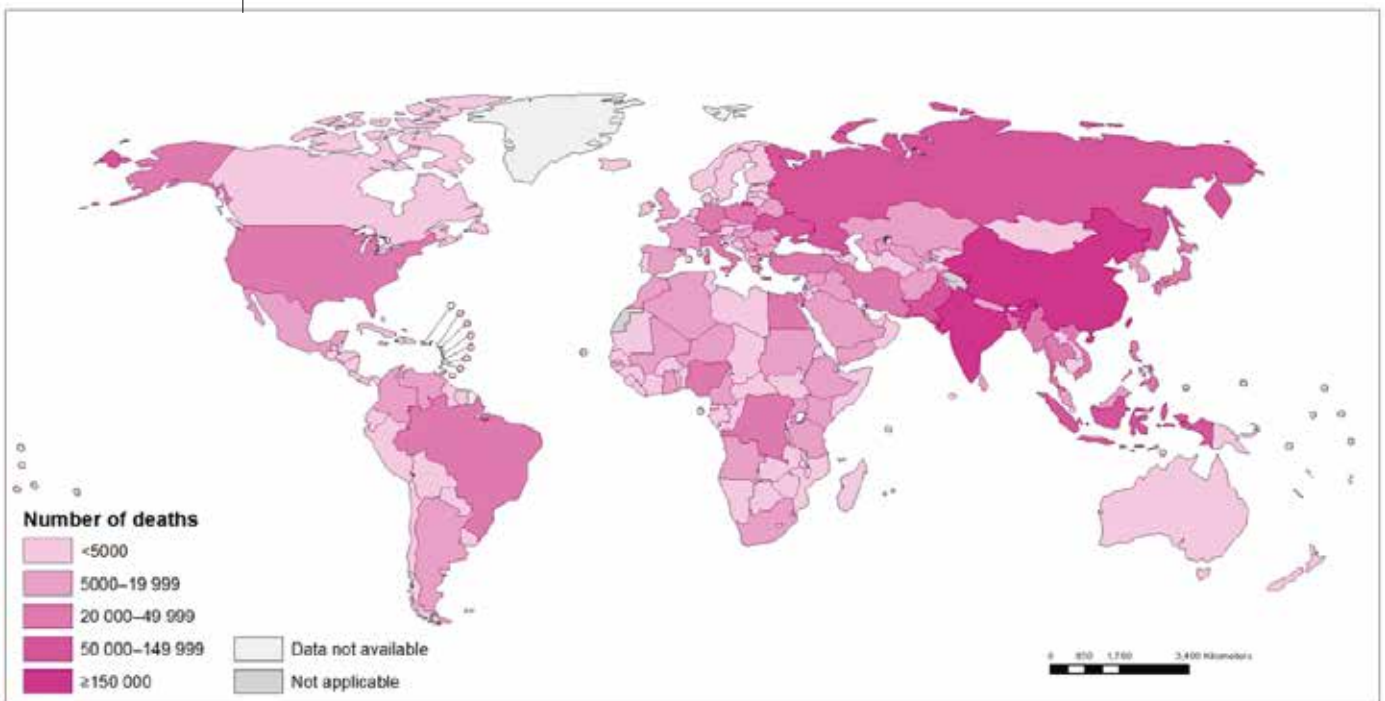 Number of deaths
<5000
5000–19 999
20 000–49 999
50 000–149 999
≥150 000
Data not available
Not applicable
0 850 1,700 3,400 Kilometers